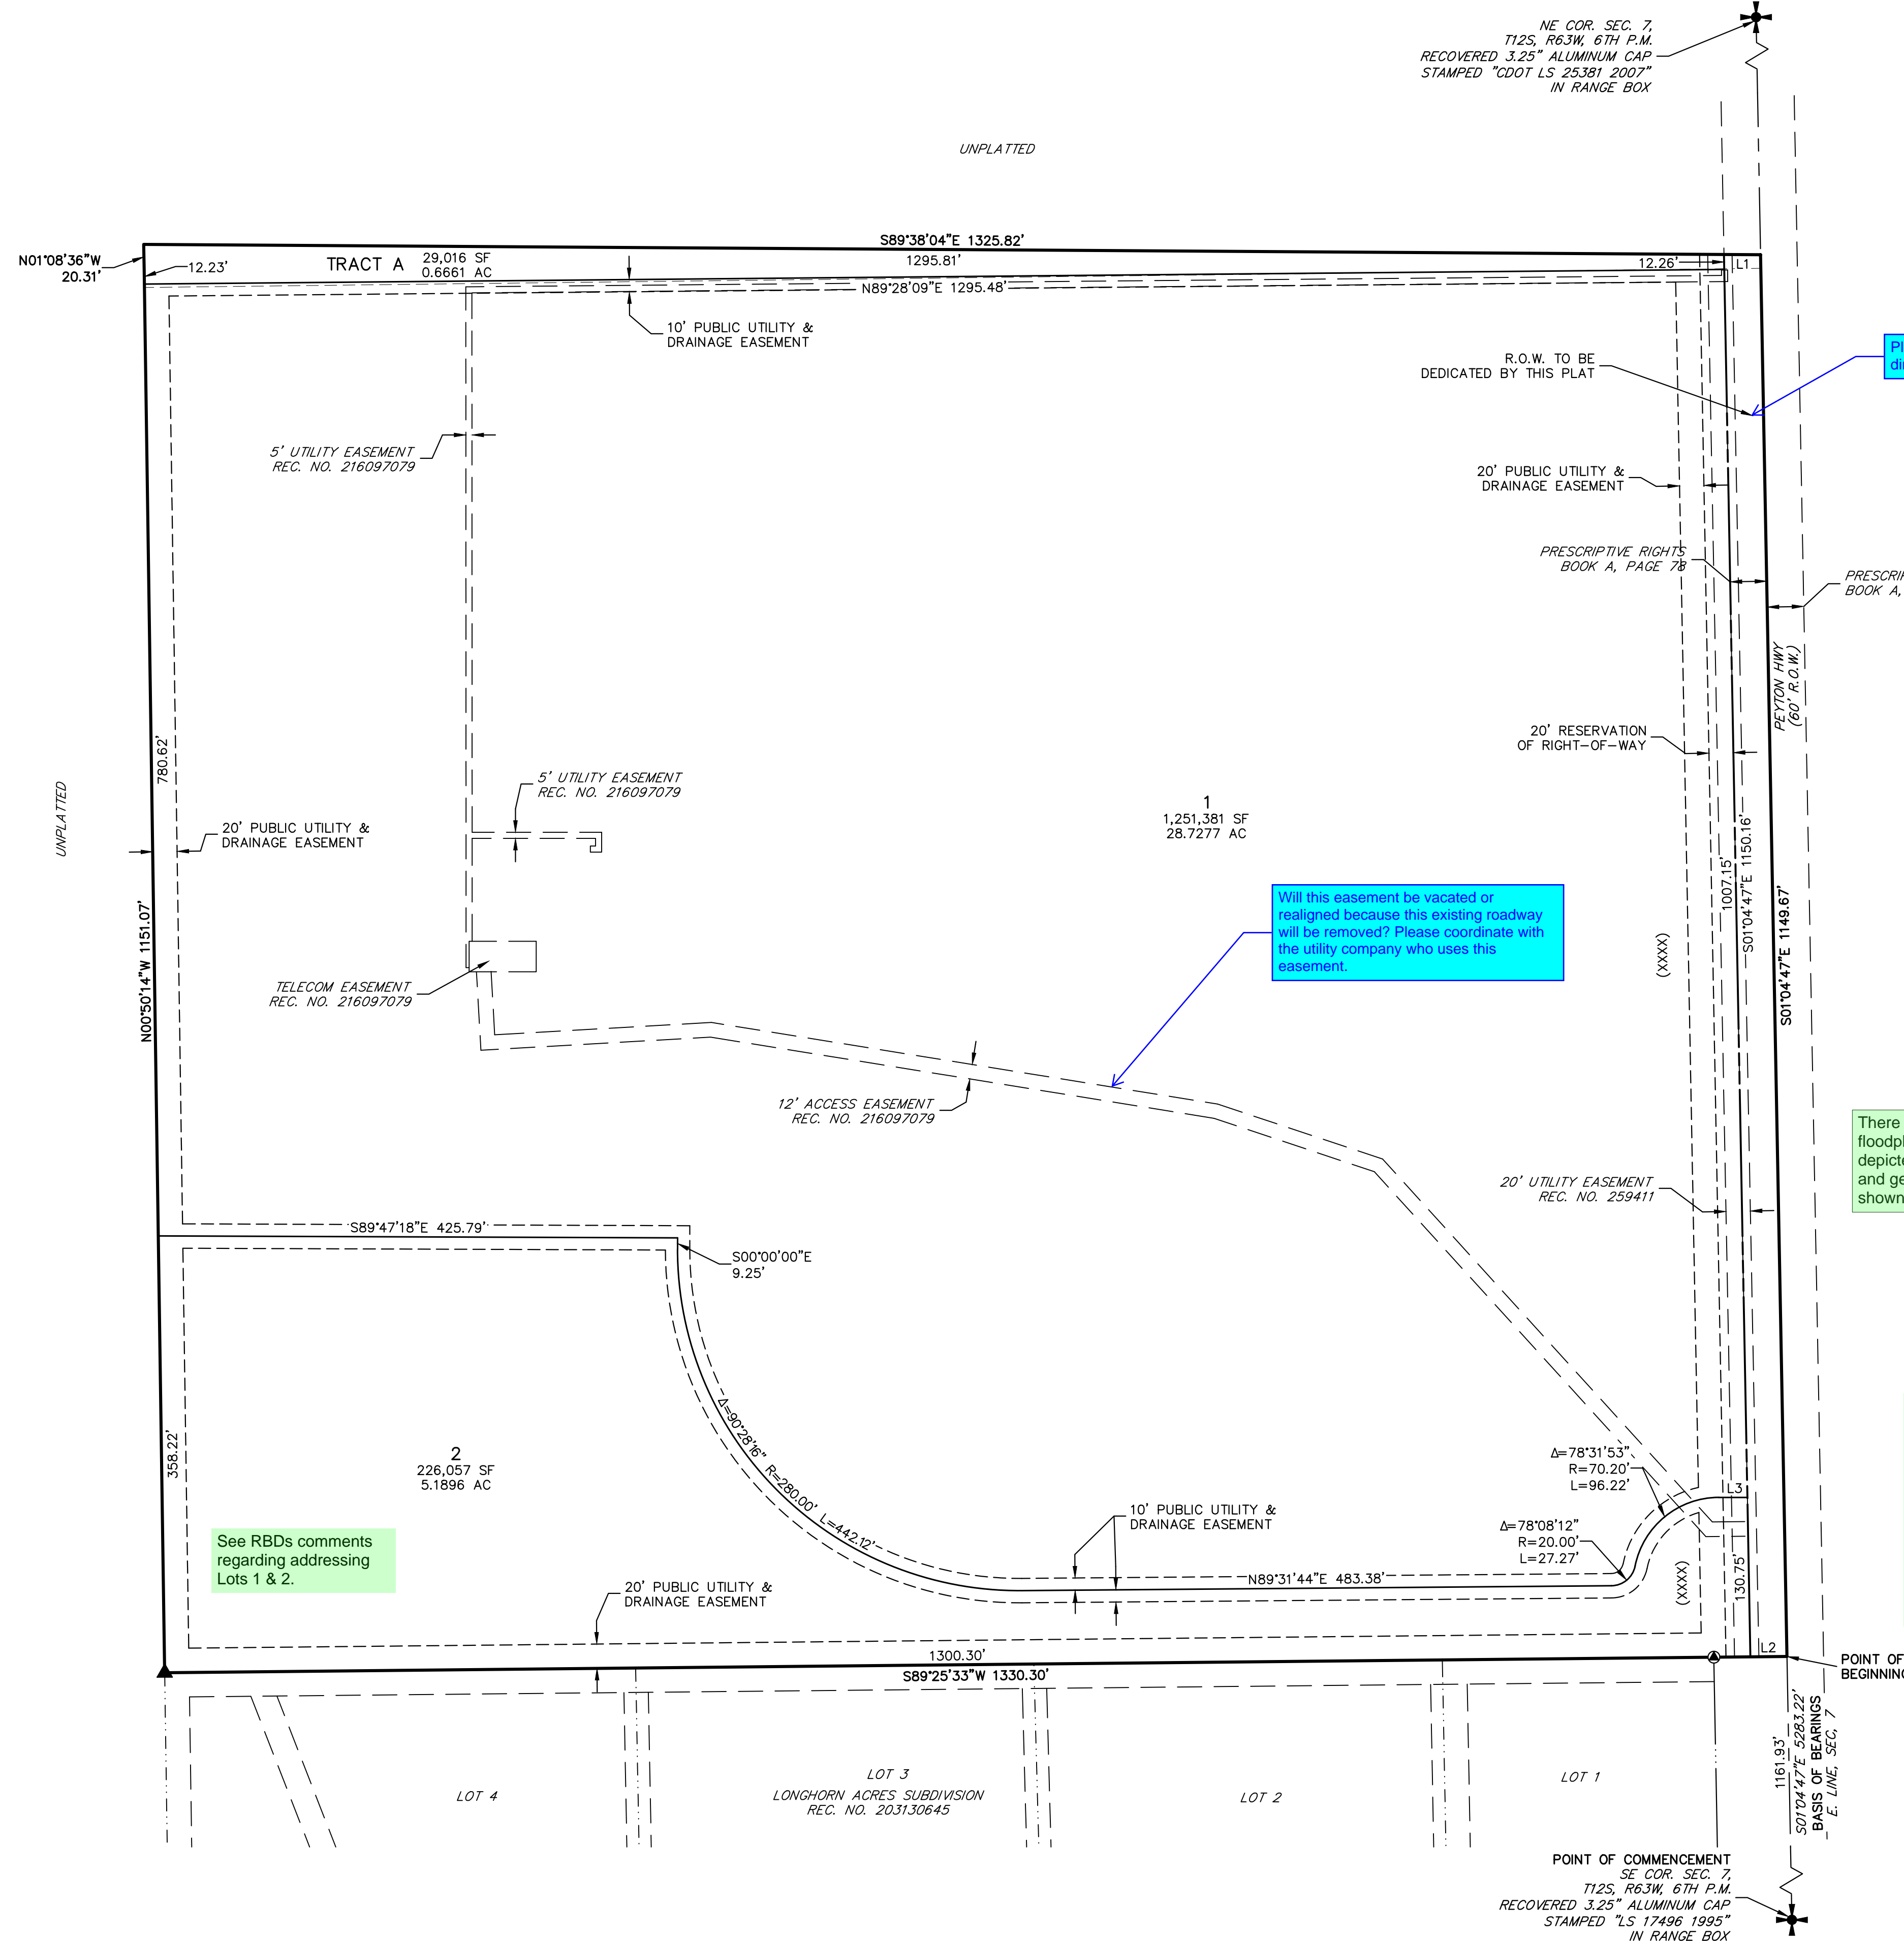 NE COR. SEC. 7,
T12S, R63W, 6TH P.M.
RECOVERED 3.25" ALUMINUM CAP
STAMPED "CDOT LS 25381 2007"
IN RANGE BOX
UNPLATTED
S89°38'04"E 1325.82'
N01°08'36"W
20.31'
12.23'
TRACT A
29,016 SF
0.6661 AC
1295.81'
12.26'
L1
N89°28'09"E 1295.48'
10' PUBLIC UTILITY &
DRAINAGE EASEMENT
R.O.W. TO BE
DEDICATED BY THIS PLAT
5' UTILITY EASEMENT
REC. NO. 216097079
20' PUBLIC UTILITY &
DRAINAGE EASEMENT
PRESCRIPTIVE RIGHTS
BOOK A, PAGE 78
BOOK A,
PEYTON HWY
(60' R.O.W.)
20' RESERVATION
OF RIGHT-OF-WAY
780.62'
UNPLATTED
5' UTILITY EASEMENT
REC. NO. 216097079
20' PUBLIC UTILITY &
DRAINAGE EASEMENT
1
1,251,381 SF
28.7277 AC
1007.15'
S01°04'47"E 1150.16'
S01°04'47"E 1149.67'
(XXXX)
Will this easement be vacated or
realigned because this existing roadway
will be removed? Please coordinate with
the utility company who uses this
easement.
N00°50'14"W 1151.07'
TELECOM EASEMENT
REC. NO. 216097079
12' ACCESS EASEMENT
REC. NO. 216097079
There
and
shown
20' UTILITY EASEMENT
REC. NO. 259411
S89°47'18"E 425.79'
S00°00'00"E
9.25'
358.22'
2
226,057 SF
5.1896 AC
Δ=90°28'16" R=280.00' L=442.12'
Δ=78°31'53"
R=70.20'
L=96.22'
L3
10' PUBLIC UTILITY &
DRAINAGE EASEMENT
Δ=78°08'12"
R=20.00'
L=27.27'
N89°31'44"E 483.38'
(XXXX)
130.75'
See RBDs comments
regarding addressing
Lots 1 & 2.
20' PUBLIC UTILITY &
DRAINAGE EASEMENT
1300.30'
S89°25'33"W 1330.30'
L2
POINT OF
1161.93'
S01°04'47"E 5283.22'
BASIS OF BEARINGS
E. LINE, SEC. 7
LOT 4
LOT 3
LONGHORN ACRES SUBDIVISION
REC. NO. 203130645
LOT 2
LOT 1
POINT OF COMMENCEMENT
SE COR. SEC. 7,
T12S, R63W, 6TH P.M.
RECOVERED 3.25" ALUMINUM CAP
STAMPED "LS 17496 1995"
IN RANGE BOX